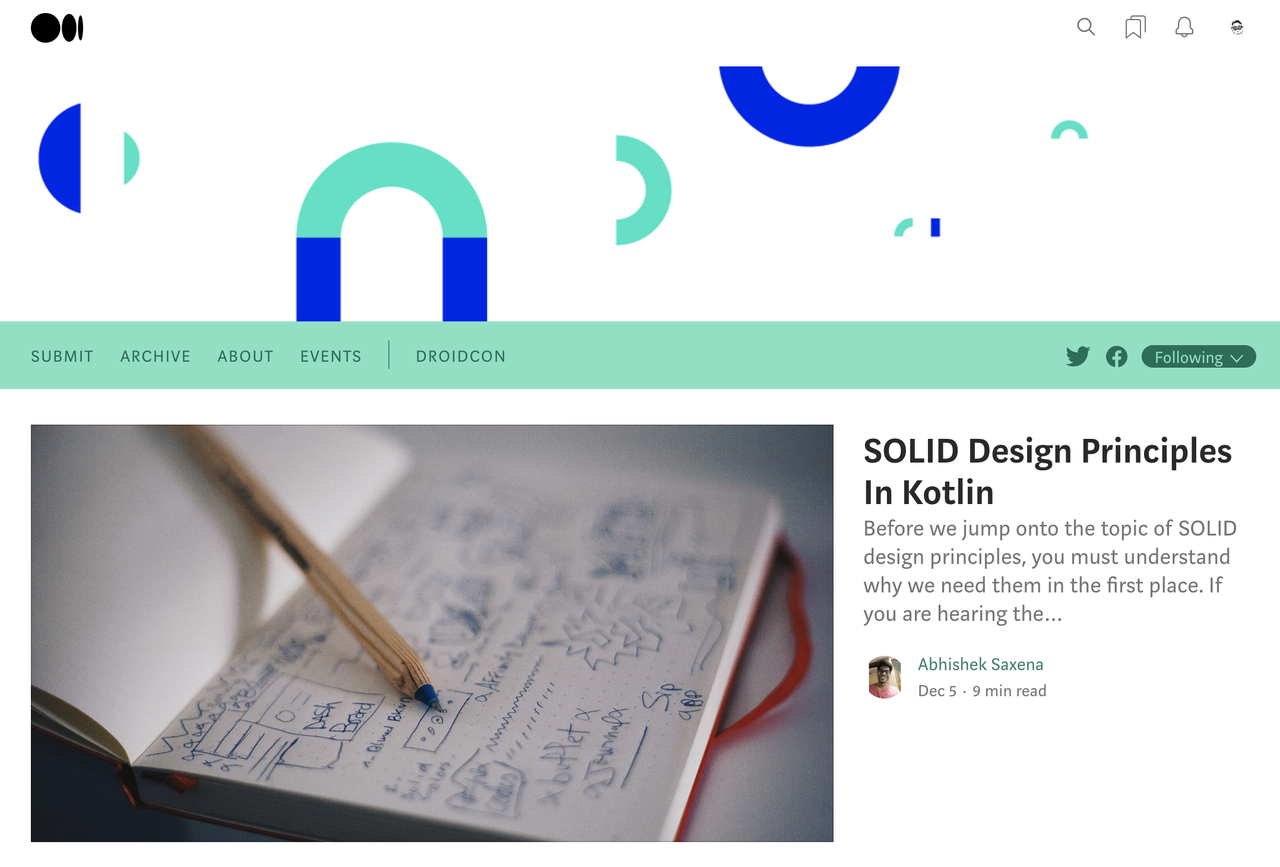 SUBMIT ARCHIVE ABOUT EVENTS DROIDCON Following
SOLID Design Principles
In Kotlin
Before we jump onto the topic of SOLID
design principles, you must understand
why we need them in the first place. If
you are hearing the…
Abhishek Saxena
Dec 5 · 9 min read
DASH
Board